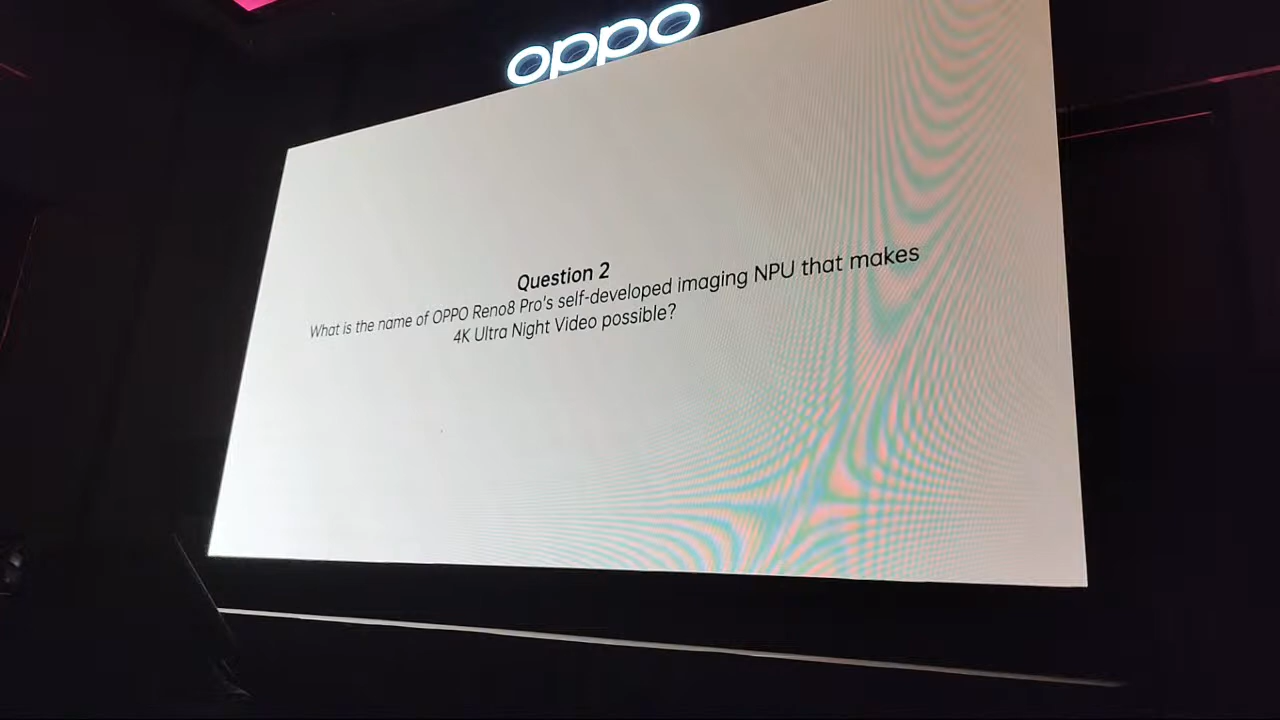 oppo
Question 2
What is the name of OPPO Reno8 Pro's self-developed imaging NPU that makes
4K Ultra Night Video possible?